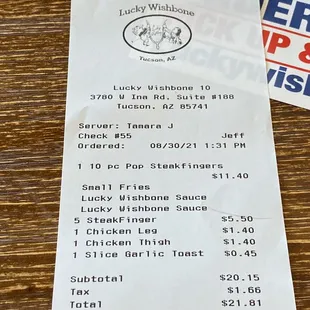 Lucky Wishbone
Tucson, AZ
Lucky Wishbone 10
3780 W Ina Rd, Suite #188
Tucson, AZ 85741
Server: Tamara J
Check #55 Jeff
Ordered: 08/30/21 1:31 PM
1 10 pc Pop Steakfingers
$11.40
Small Fries
Lucky Wishbone Sauce
Lucky Wishbone Sauce
5 SteakFinger $5.50
1 Chicken Leg $1.40
1 Chicken Thigh $1.40
1 Slice Garlic Toast $0.45
Subtotal $20.15
Tax $1.66
Total $21.81
ER
P &
wish